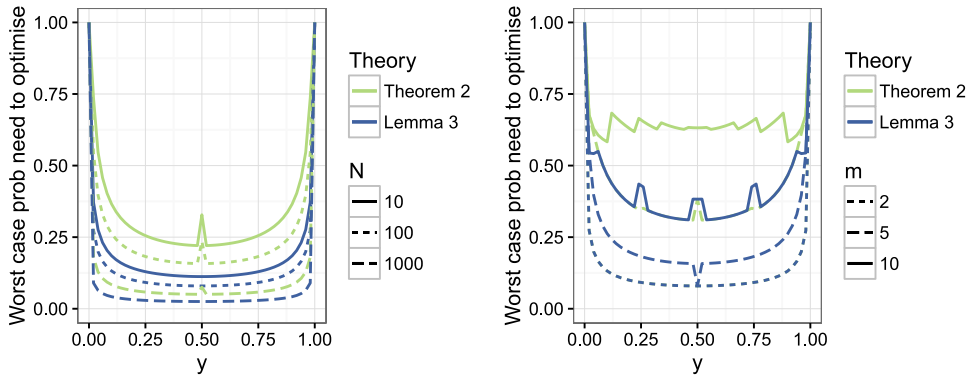 Worst case prob need to optimise
1.00
0.75
0.50
0.25
0.00
0.00 0.25 0.50 0.75 1.00
y
Theory
Theorem 2
Lemma 3
N
10
100
1000
Worst case prob need to optimise
1.00
0.75
0.50
0.25
0.00
0.00 0.25 0.50 0.75 1.00
y
Theory
Theorem 2
Lemma 3
m
2
5
10